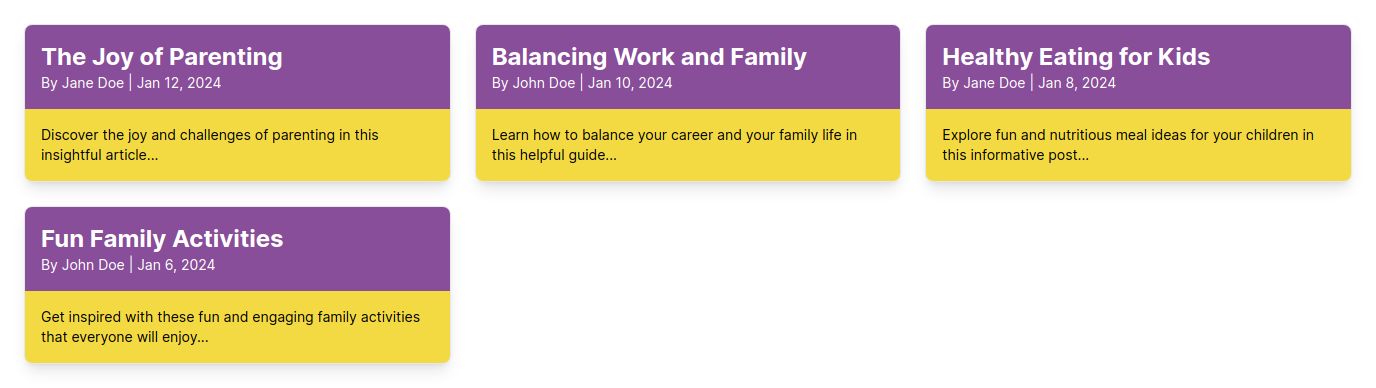 The Joy of Parenting
By Jane Doe | Jan 12, 2024
Discover the joy and challenges of parenting in this
insightful article...
Balancing Work and Family
By John Doe | Jan 10, 2024
Learn how to balance your career and your family life in
this helpful guide...
Healthy Eating for Kids
By Jane Doe | Jan 8, 2024
Explore fun and nutritious meal ideas for your children in
this informative post...
Fun Family Activities
By John Doe | Jan 6, 2024
Get inspired with these fun and engaging family activities
that everyone will enjoy...